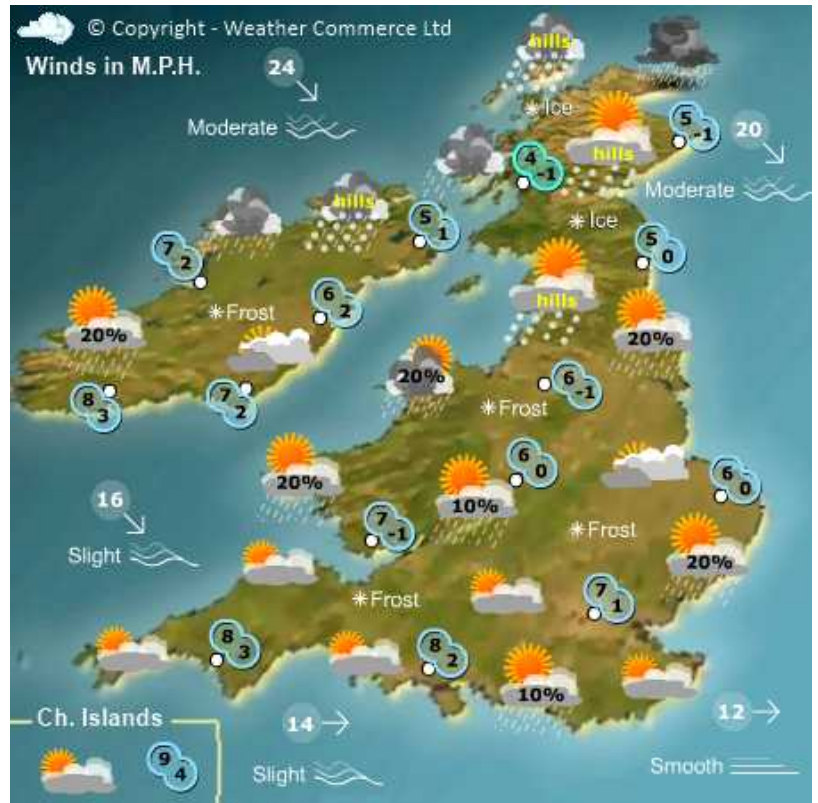 © Copyright - Weather Commerce Ltd
Winds in M.P.H.
24
Moderate
hills
Ice
hills
5 -1
20
Moderate
4 -1
hills
5 1
Ice
7 2
5 0
hills
6 2
Frost
20%
20%
20%
6 -1
Frost
8 3
7 2
6 0
6 0
20%
10%
16
Slight
7 -1
Frost
20%
7 1
Frost
8 3
8 2
10%
Ch. Islands
9 4
14
Slight
12
Smooth